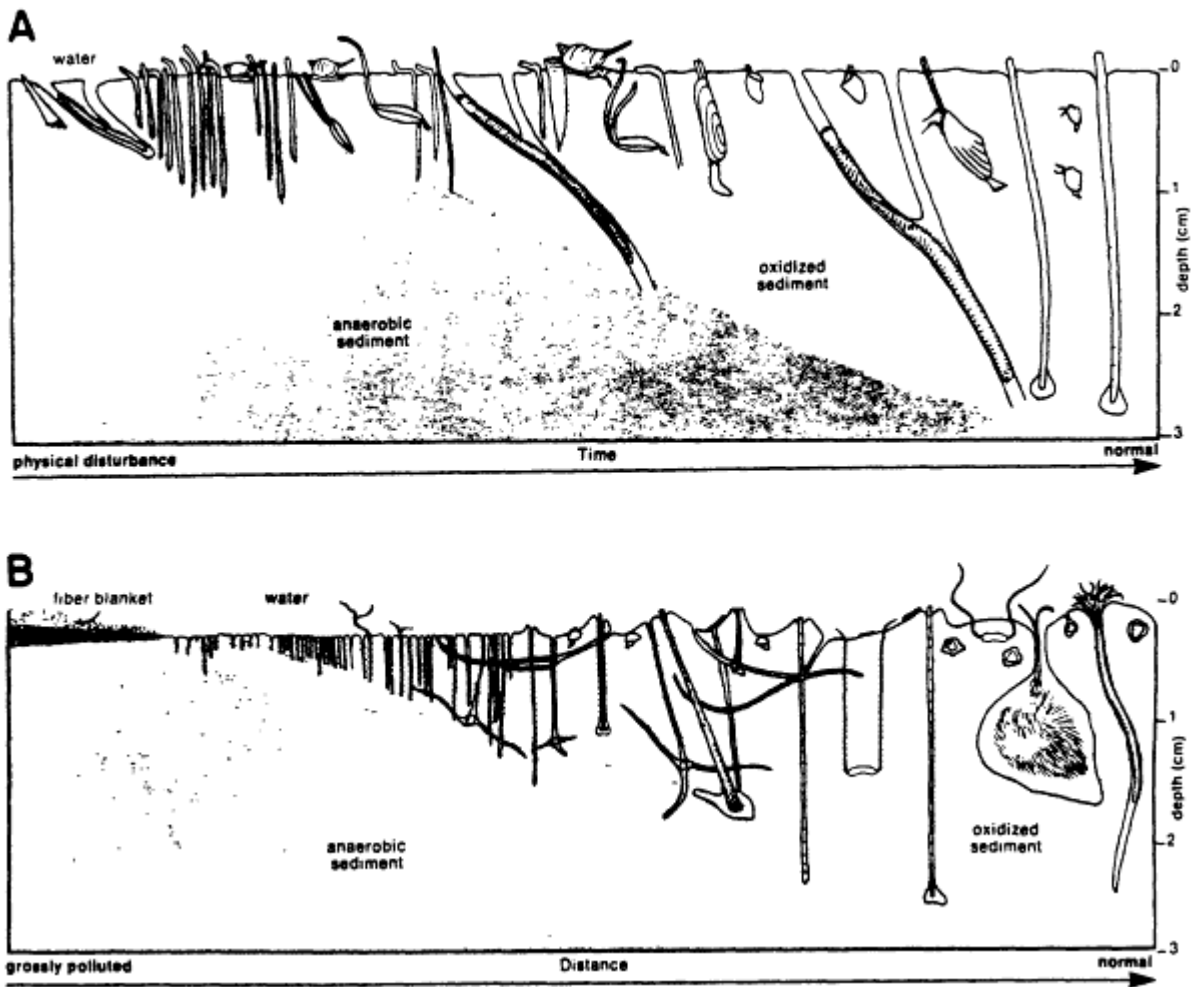 A
water
0
1
2
3
depth (cm)
oxidized
sediment
anaerobic
sediment
physical disturbance
Time
normal
B
fiber blanket
water
0
1
2
3
depth (cm)
anaerobic
sediment
oxidized
sediment
grossly polluted
Distance
normal